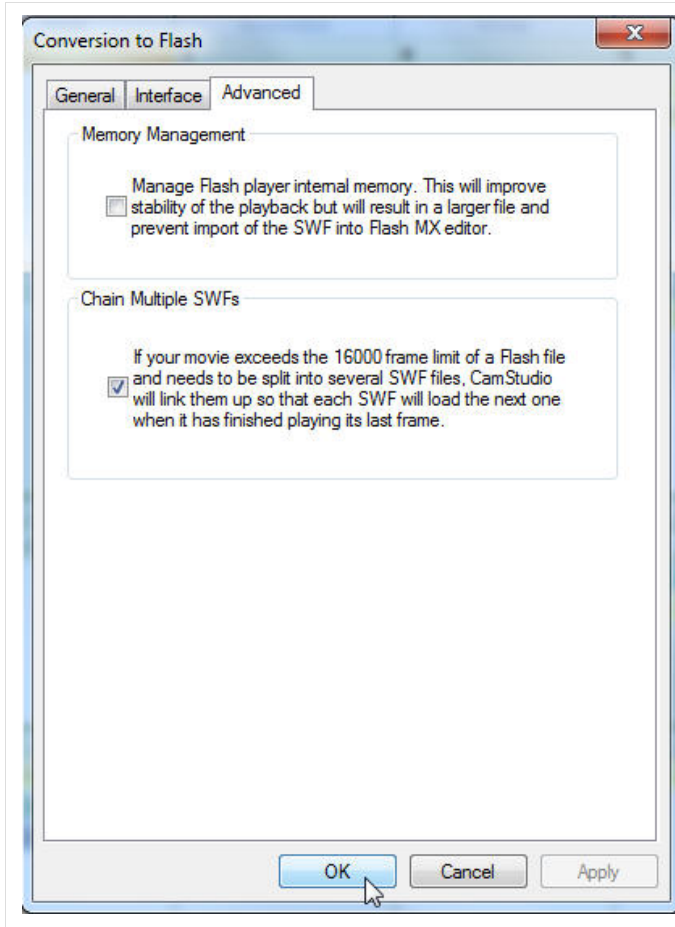 Conversion to Flash
General Interface Advanced
Memory Management
Manage Flash player internal memory. This will improve
stability of the playback but will result in a larger file and
prevent import of the SWF into Flash MX editor.
Chain Multiple SWFs
If your movie exceeds the 16000 frame limit of a Flash file
and needs to be split into several SWF files, CamStudio
will link them up so that each SWF will load the next one
when it has finished playing its last frame.
OK Cancel Apply